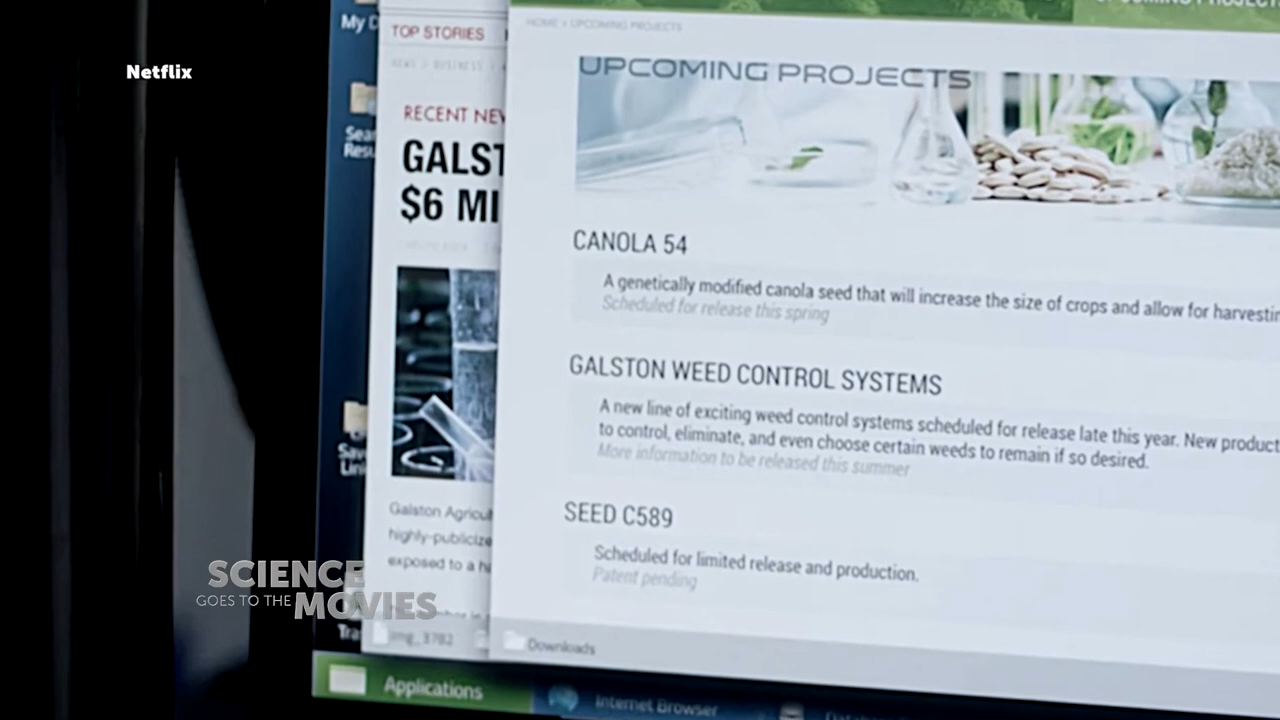 Netflix
My D
TOP STORIES
HOME > UPCOMING PROJECTS
UPCOMING PROJECTS
RECENT NEW
GALST
$6 MI
CANOLA 54
A genetically modified canola seed that will increase the size of crops and allow for harvestin
Scheduled for release this spring
GALSTON WEED CONTROL SYSTEMS
A new line of exciting weed control systems scheduled for release late this year. New product
to control, eliminate, and even choose certain weeds to remain if so desired.
More information to be released this summer
SEED C589
Scheduled for limited release and production.
Patent pending
Galston Agricul
highly-publicize
exposed to a h
SCIENCE
GOES TO THE MOVIES
Downloads
Applications
Internet Browser